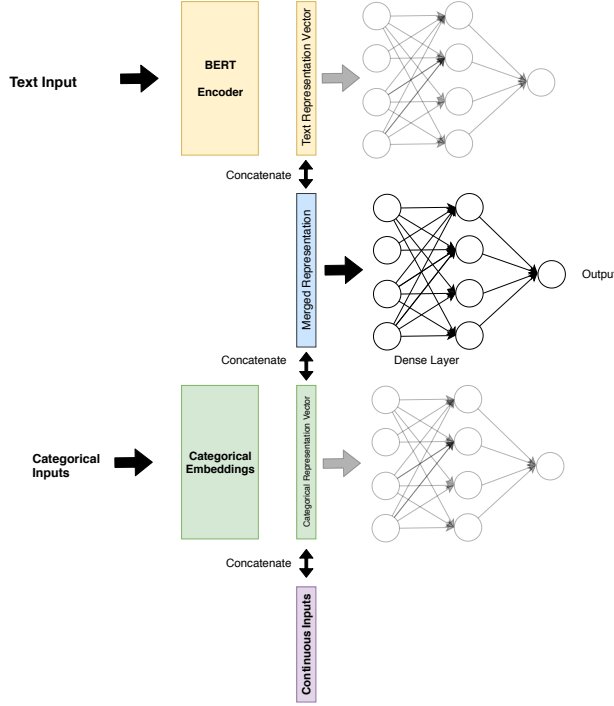 Text Input
BERT
Encoder
Text Representation Vector
Concatenate
Merged Representation
Output
Concatenate
Dense Layer
Categorical
Inputs
Categorical
Embeddings
Categorical Representation Vector
Concatenate
Continuous Inputs